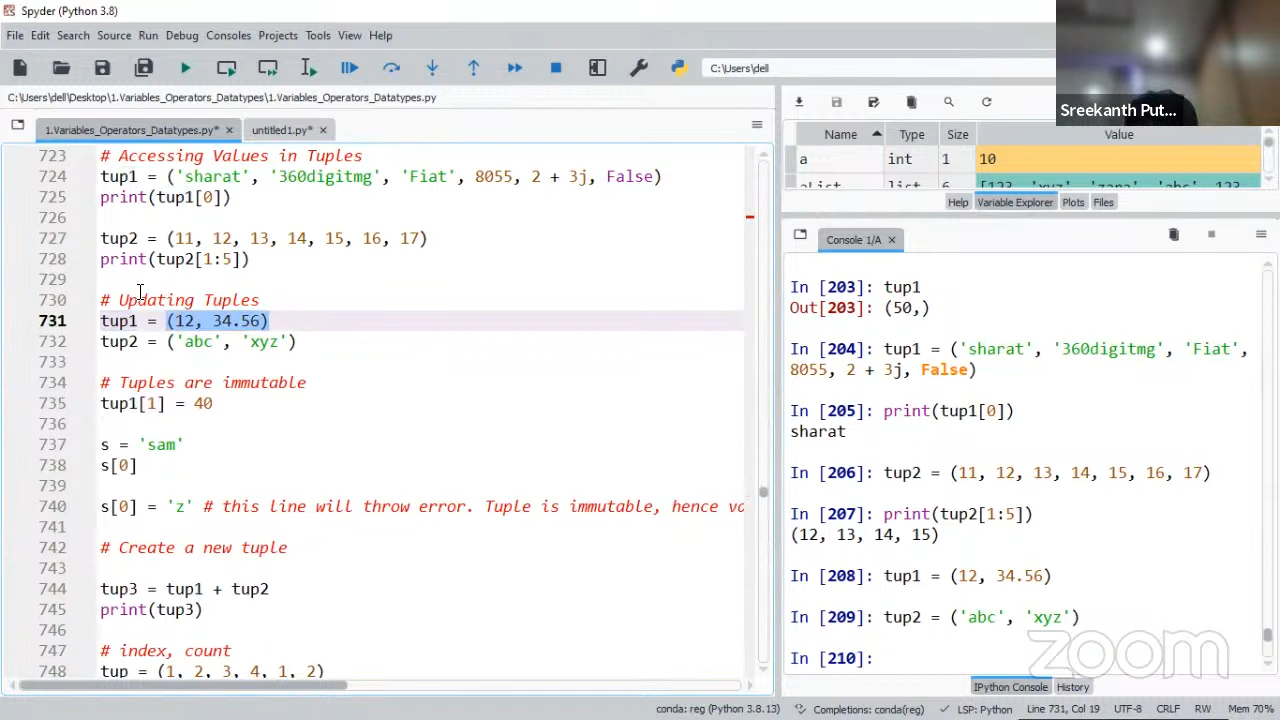 Spyder (Python 3.8)
File Edit Search Source Run Debug Consoles Projects Tools View Help
C:\Users\dell
C:\Users\dell\Desktop\1.Variables_Operators_Datatypes\1.Variables_Operators_Datatypes.py
1.Variables_Operators_Datatypes.py* untitled1.py*
723 # Accessing Values in Tuples
724 tup1 = ('sharat', '360digitmg', 'Fiat', 8055, 2 + 3j, False)
725 print(tup1[0])
726
727 tup2 = (11, 12, 13, 14, 15, 16, 17)
728 print(tup2[1:5])
729
730 # Updating Tuples
731 tup1 = (12, 34.56)
732 tup2 = ('abc', 'xyz')
733
734 # Tuples are immutable
735 tup1[1] = 40
736
737 s = 'sam'
738 s[0]
739
740 s[0] = 'z' # this line will throw error. Tuple is immutable, hence
741
742 # Create a new tuple
743
744 tup3 = tup1 + tup2
745 print(tup3)
746
747 # index, count
748 tup = (1, 2, 3, 4, 1, 2)
Sreekanth Put...
Name Type Size Value
a int 1 10
aList list 6 [123, 'xyz', 'zara', 'abc', 123
Help Variable Explorer Plots Files
Console 1/A
In [203]: tup1
Out[203]: (50,)
In [204]: tup1 = ('sharat', '360digitmg', 'Fiat',
8055, 2 + 3j, False)
In [205]: print(tup1[0])
sharat
In [206]: tup2 = (11, 12, 13, 14, 15, 16, 17)
In [207]: print(tup2[1:5])
(12, 13, 14, 15)
In [208]: tup1 = (12, 34.56)
In [209]: tup2 = ('abc', 'xyz')
In [210]:
zoom
IPython Console History
conda: reg (Python 3.8.13) Completions: conda(reg) LSP: Python Line 731, Col 19 UTF-8 CRLF RW Mem 70%